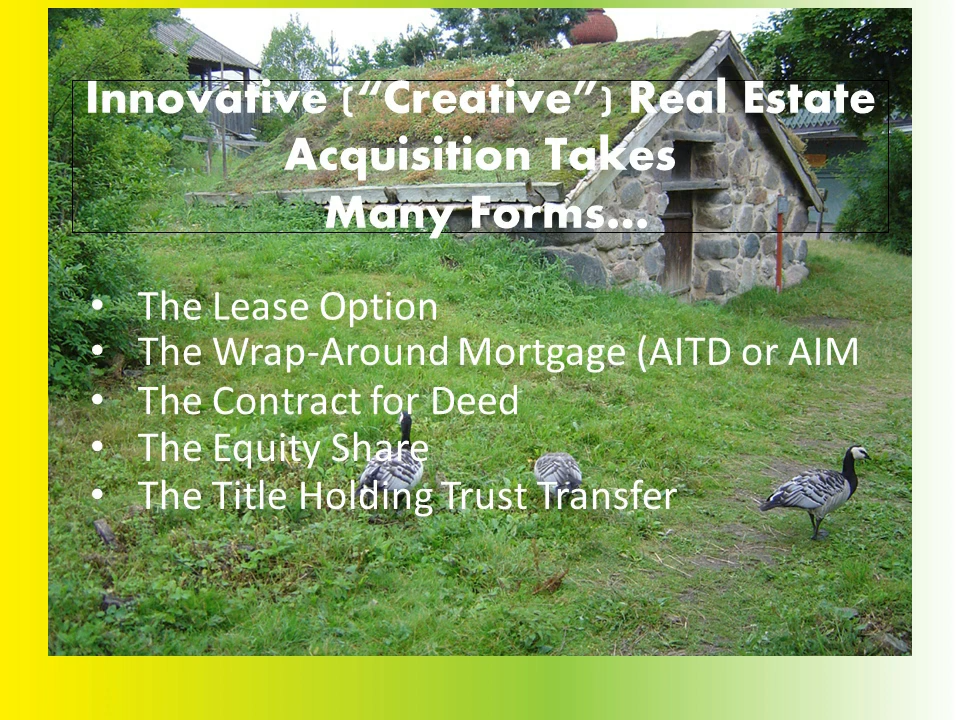 Innovative (“Creative”) Real Estate
Acquisition Takes
Many Forms...
• The Lease Option
• The Wrap-Around Mortgage (AITD or AIM
• The Contract for Deed
• The Equity Share
• The Title Holding Trust Transfer